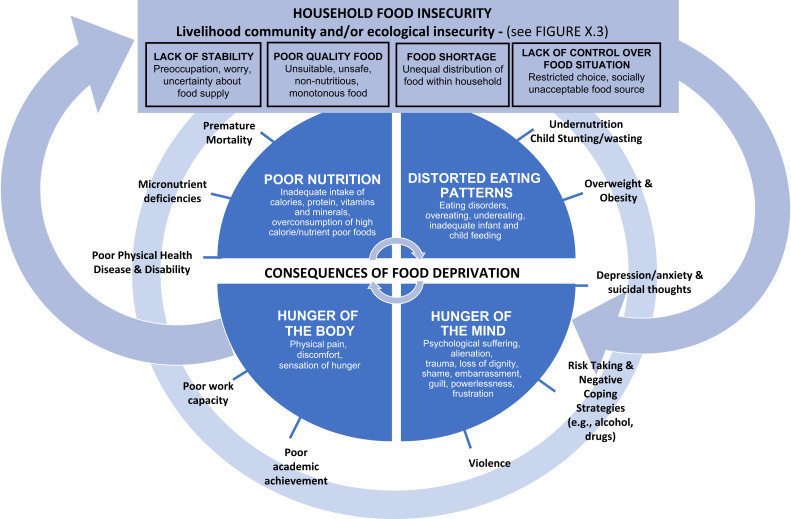 HOUSEHOLD FOOD INSECURITY
Livelihood community and/or ecological insecurity - (see FIGURE X.3)
LACK OF STABILITY
Preoccupation, worry,
uncertainty about
food supply
POOR QUALITY FOOD
Unsuitable, unsafe,
non-nutritious,
monotonous food
FOOD SHORTAGE
Unequal distribution of
food within household
LACK OF CONTROL OVER
FOOD SITUATION
Restricted choice, socially
unacceptable food source
Premature
Mortality
Micronutrient
deficiencies
Poor Physical Health
Disease & Disability
POOR NUTRITION
Inadequate intake of
calories, protein, vitamins
and minerals,
overconsumption of high
calorie/nutrient poor foods
DISTORTED EATING
PATTERNS
Eating disorders,
overeating, undereating,
inadequate infant and
child feeding
Undernutrition
Child Stunting/wasting
Overweight &
Obesity
CONSEQUENCES OF FOOD DEPRIVATION
Depression/anxiety &
suicidal thoughts
HUNGER OF
THE BODY
Physical pain,
discomfort,
sensation of hunger
HUNGER OF
THE MIND
Psychological suffering,
alienation,
trauma, loss of dignity,
shame, embarrassment,
guilt, powerlessness,
frustration
Poor work
capacity
Poor
academic
achievement
Violence
Risk Taking &
Negative
Coping
Strategies
(e.g., alcohol,
drugs)